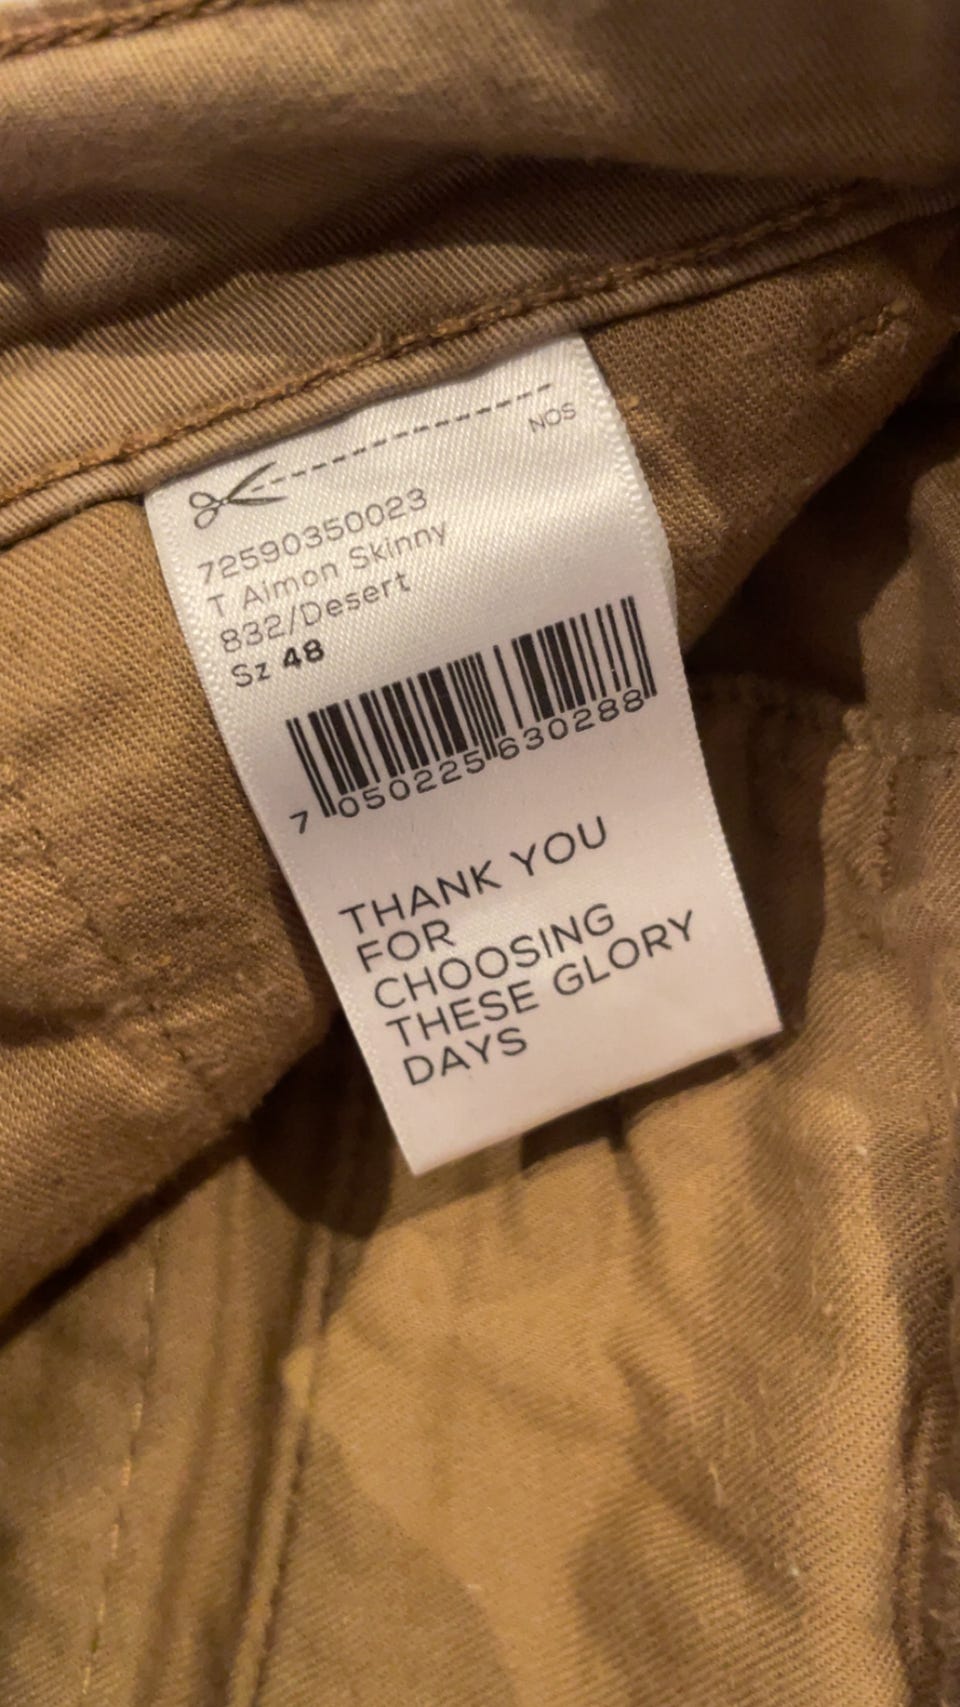 NOS
72590350023
T Aimon Skinny
832/Desert
Sz 48
7 050225 630288
THANK YOU
FOR
CHOOSING
THESE GLORY
DAYS